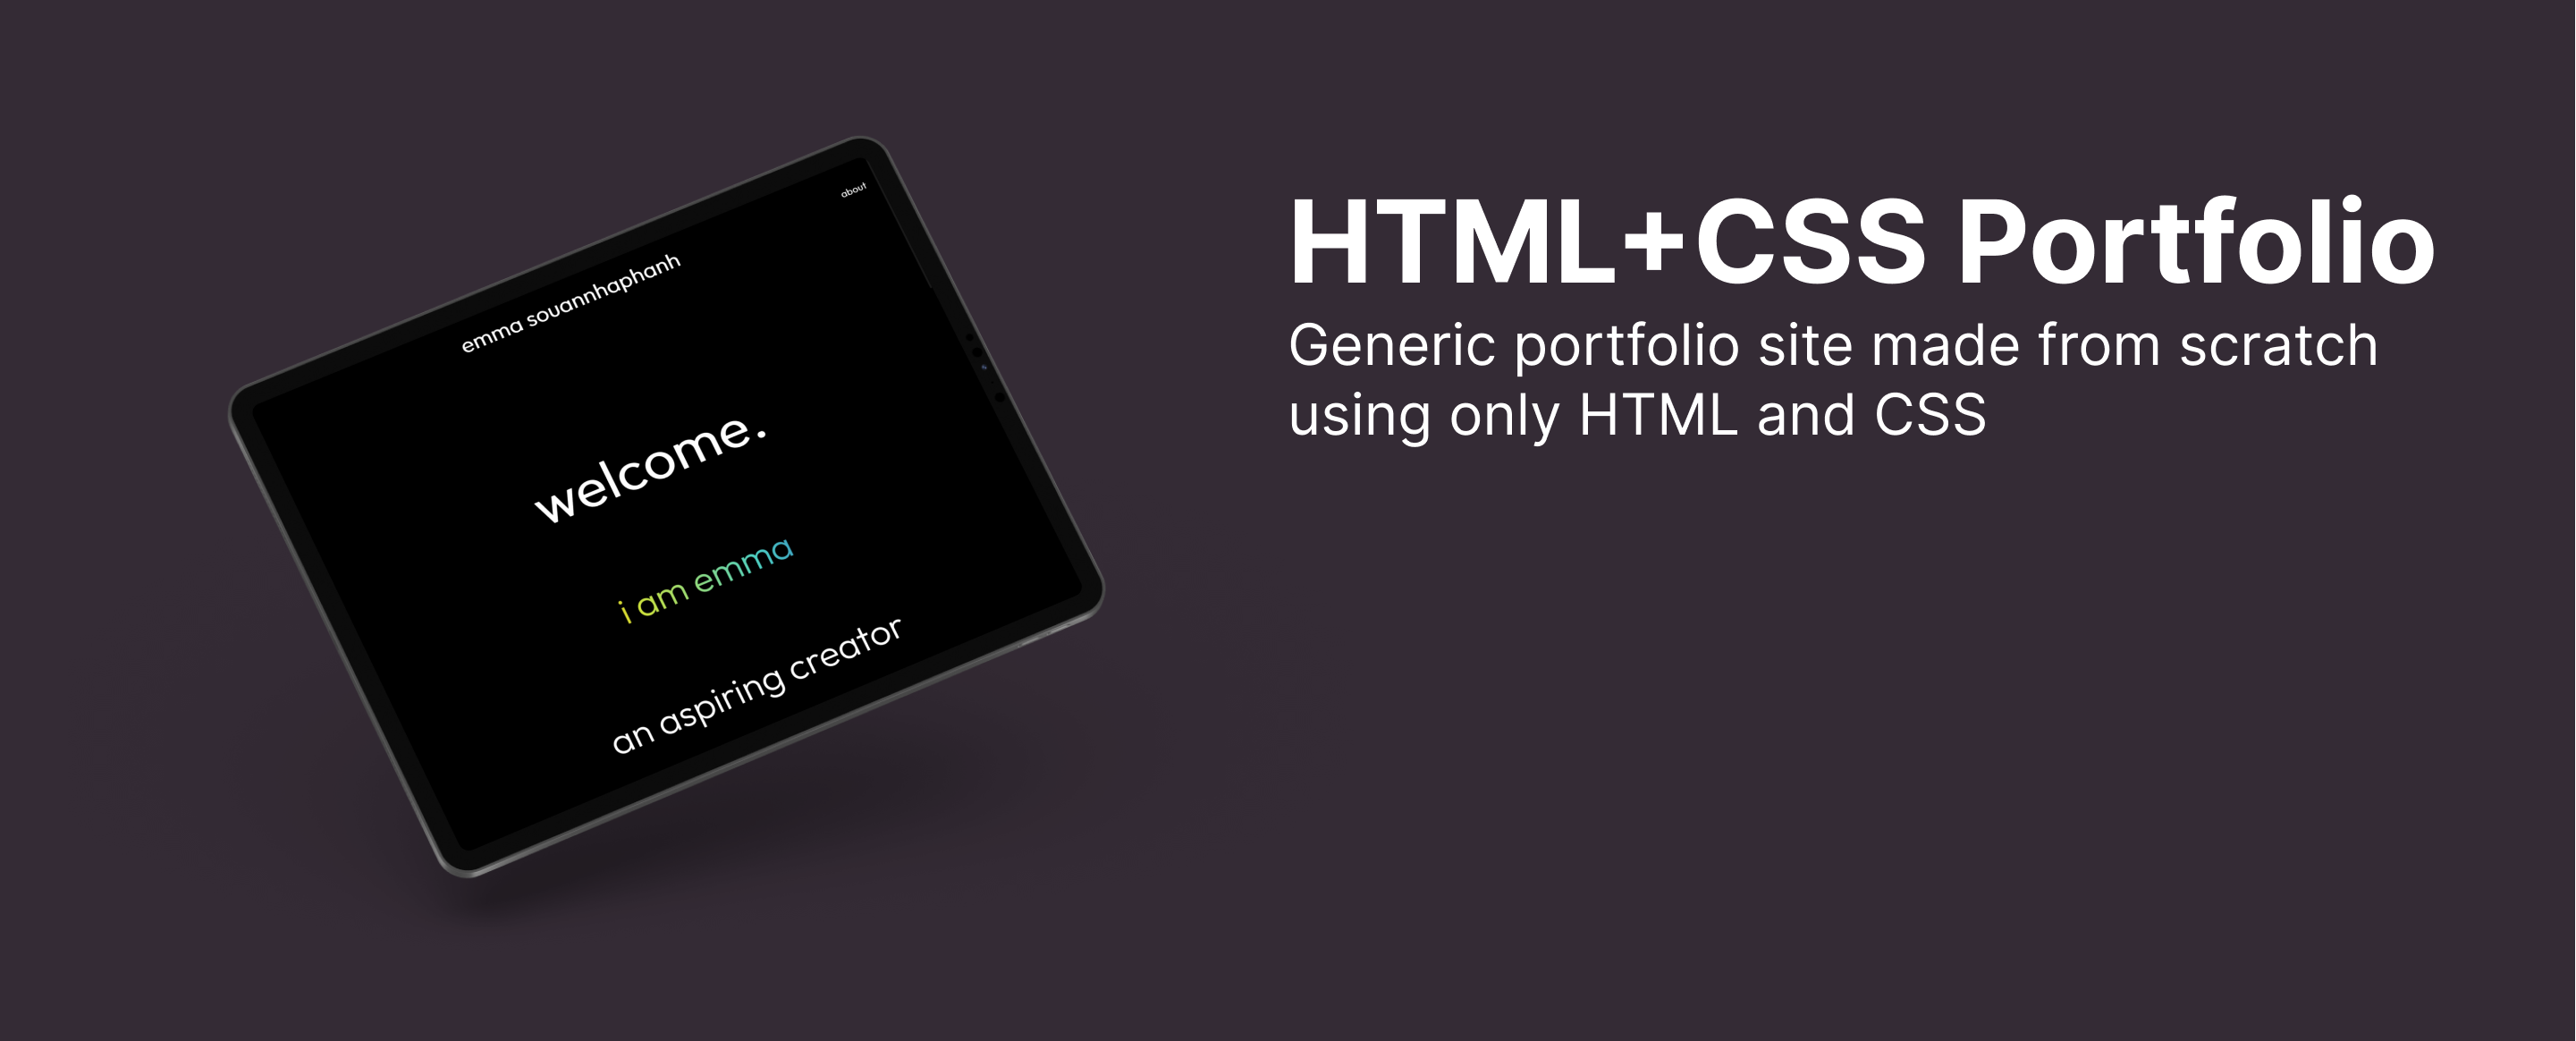 about
emma souannhaphanh
welcome.
i am emma
an aspiring creator
HTML+CSS Portfolio
Generic portfolio site made from scratch
using only HTML and CSS